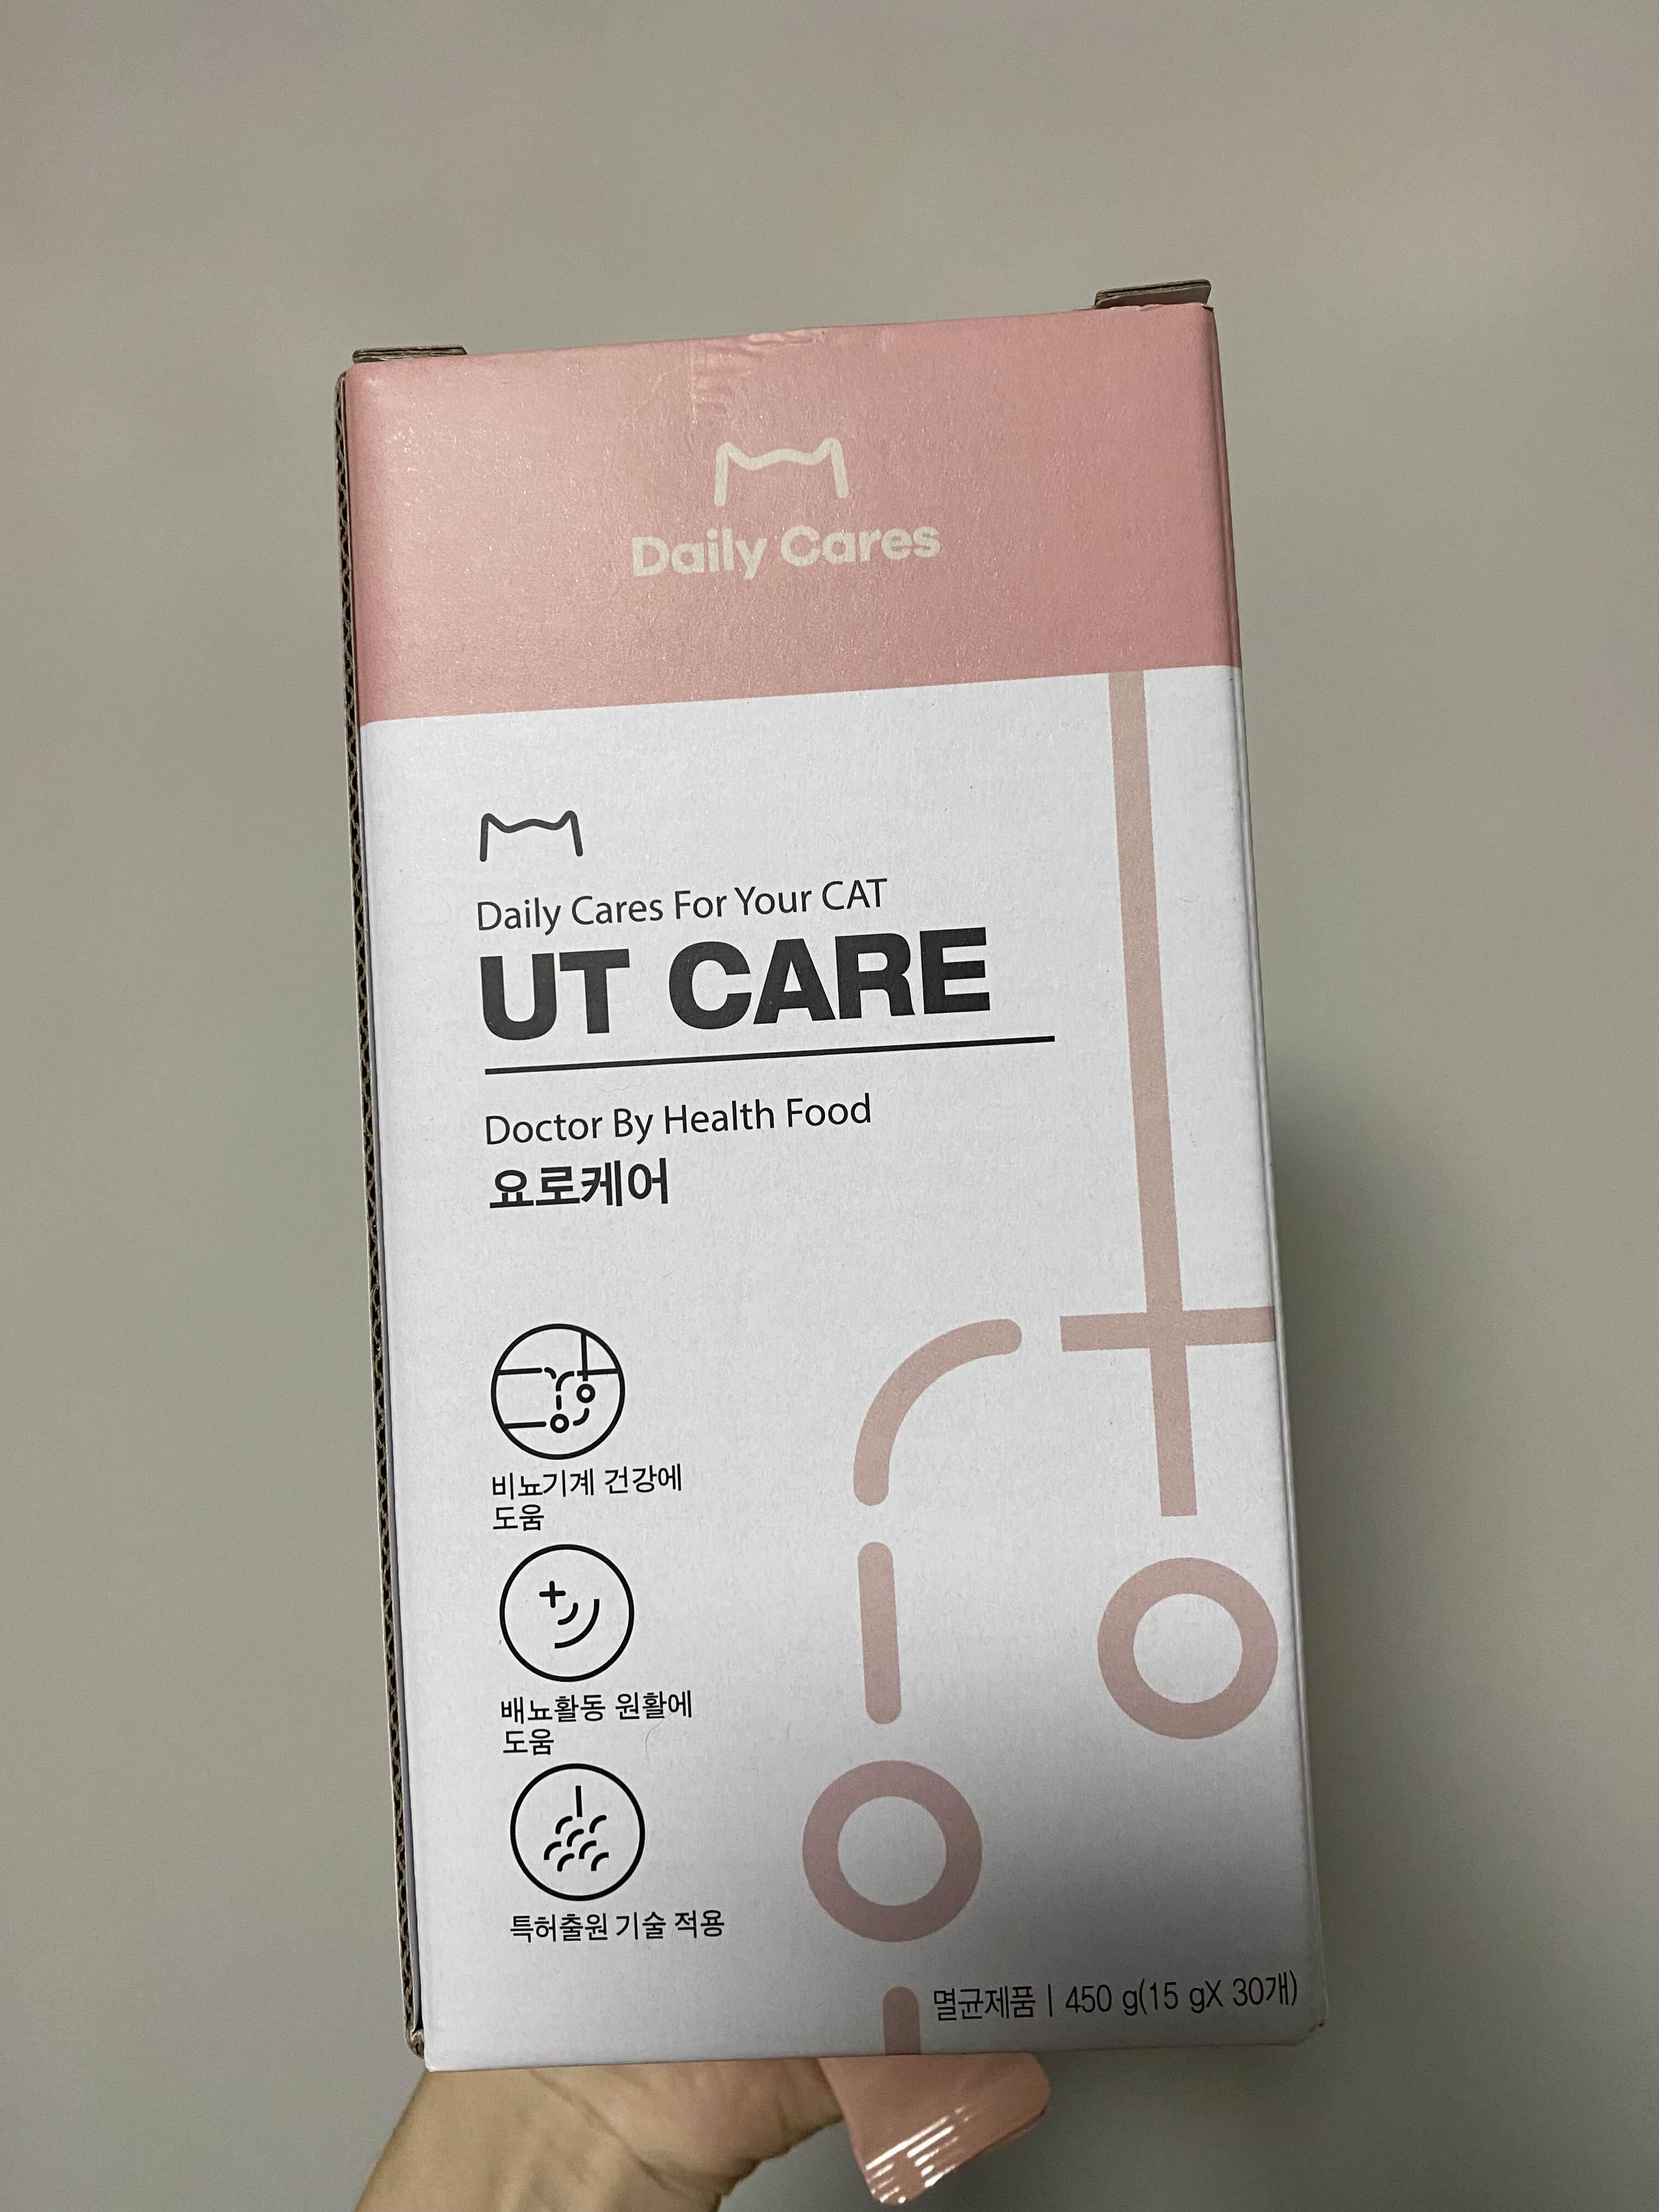 Daily Cares
Daily Cares For Your CAT
UT CARE
Doctor By Health Food
요로케어
비뇨기계 건강에
도움
배뇨활동 원활에
도움
특허출원 기술 적용
멸균제품 | 450 g(15 gX 30개)